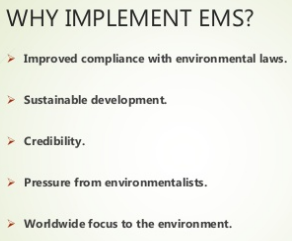 WHY IMPLEMENT EMS?
Improved compliance with environmental laws.
Sustainable development.
Credibility.
Pressure from environmentalists.
Worldwide focus to the environment.